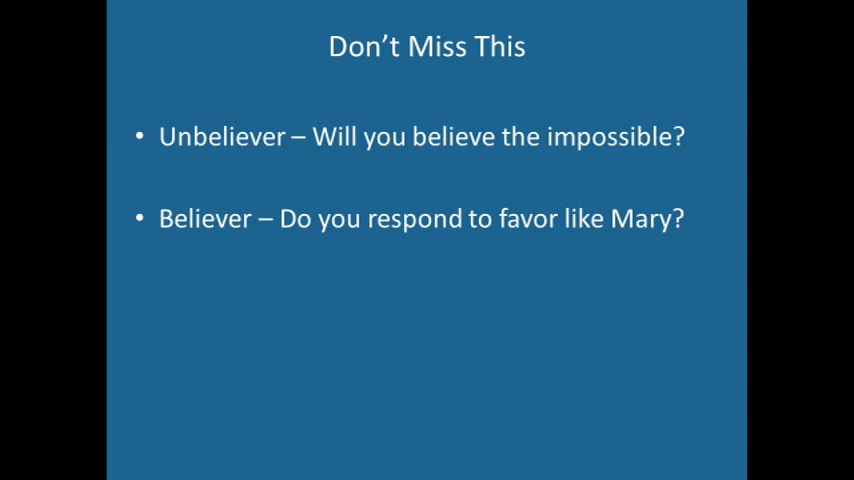 Don’t Miss This
• Unbeliever – Will you believe the impossible?
• Believer – Do you respond to favor like Mary?